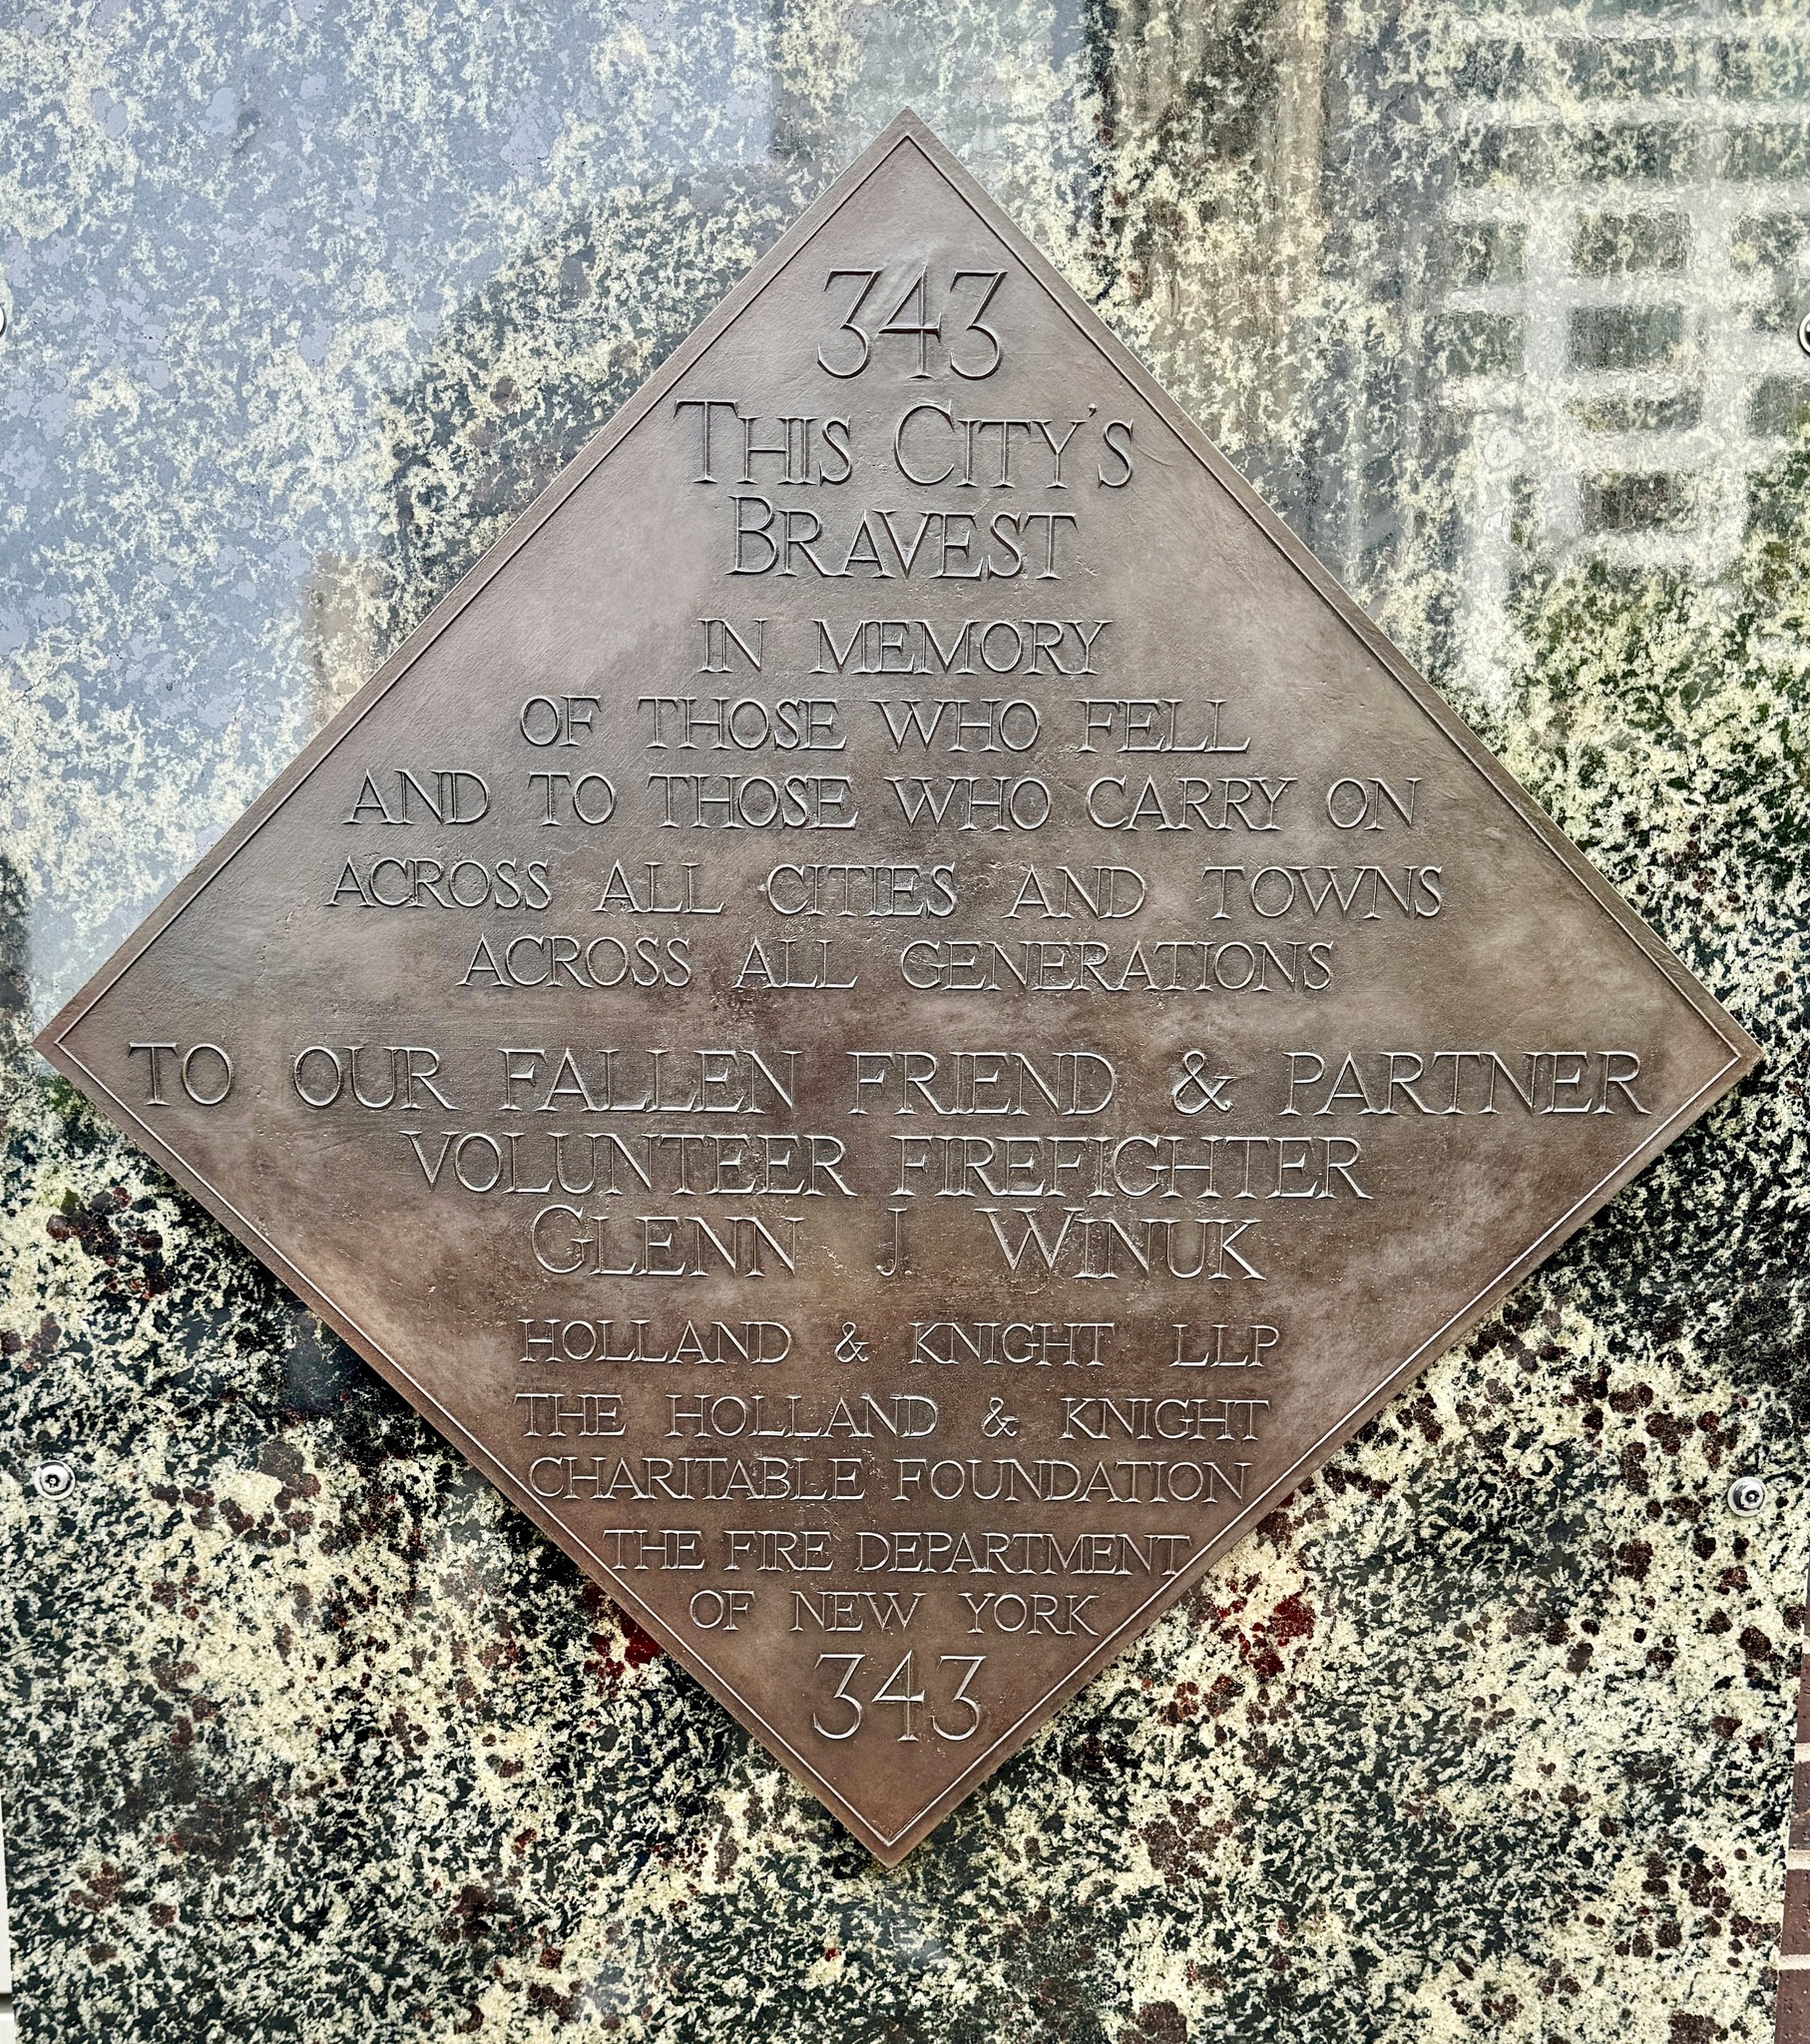 343
THIS CITY'S
BRAVEST
IN MEMORY
OF THOSE WHO FELL
AND TO THOSE WHO CARRY ON
ACROSS ALL CITIES AND TOWNS
ACROSS ALL GENERATIONS
TO OUR FALLEN FRIEND & PARTNER
VOLUNTEER FIREFIGHTER
GLENN J. WINUK
HOLLAND & KNIGHT LLP
THE HOLLAND & KNIGHT
CHARITABLE FOUNDATION
THE FIRE DEPARTMENT
OF NEW YORK
343